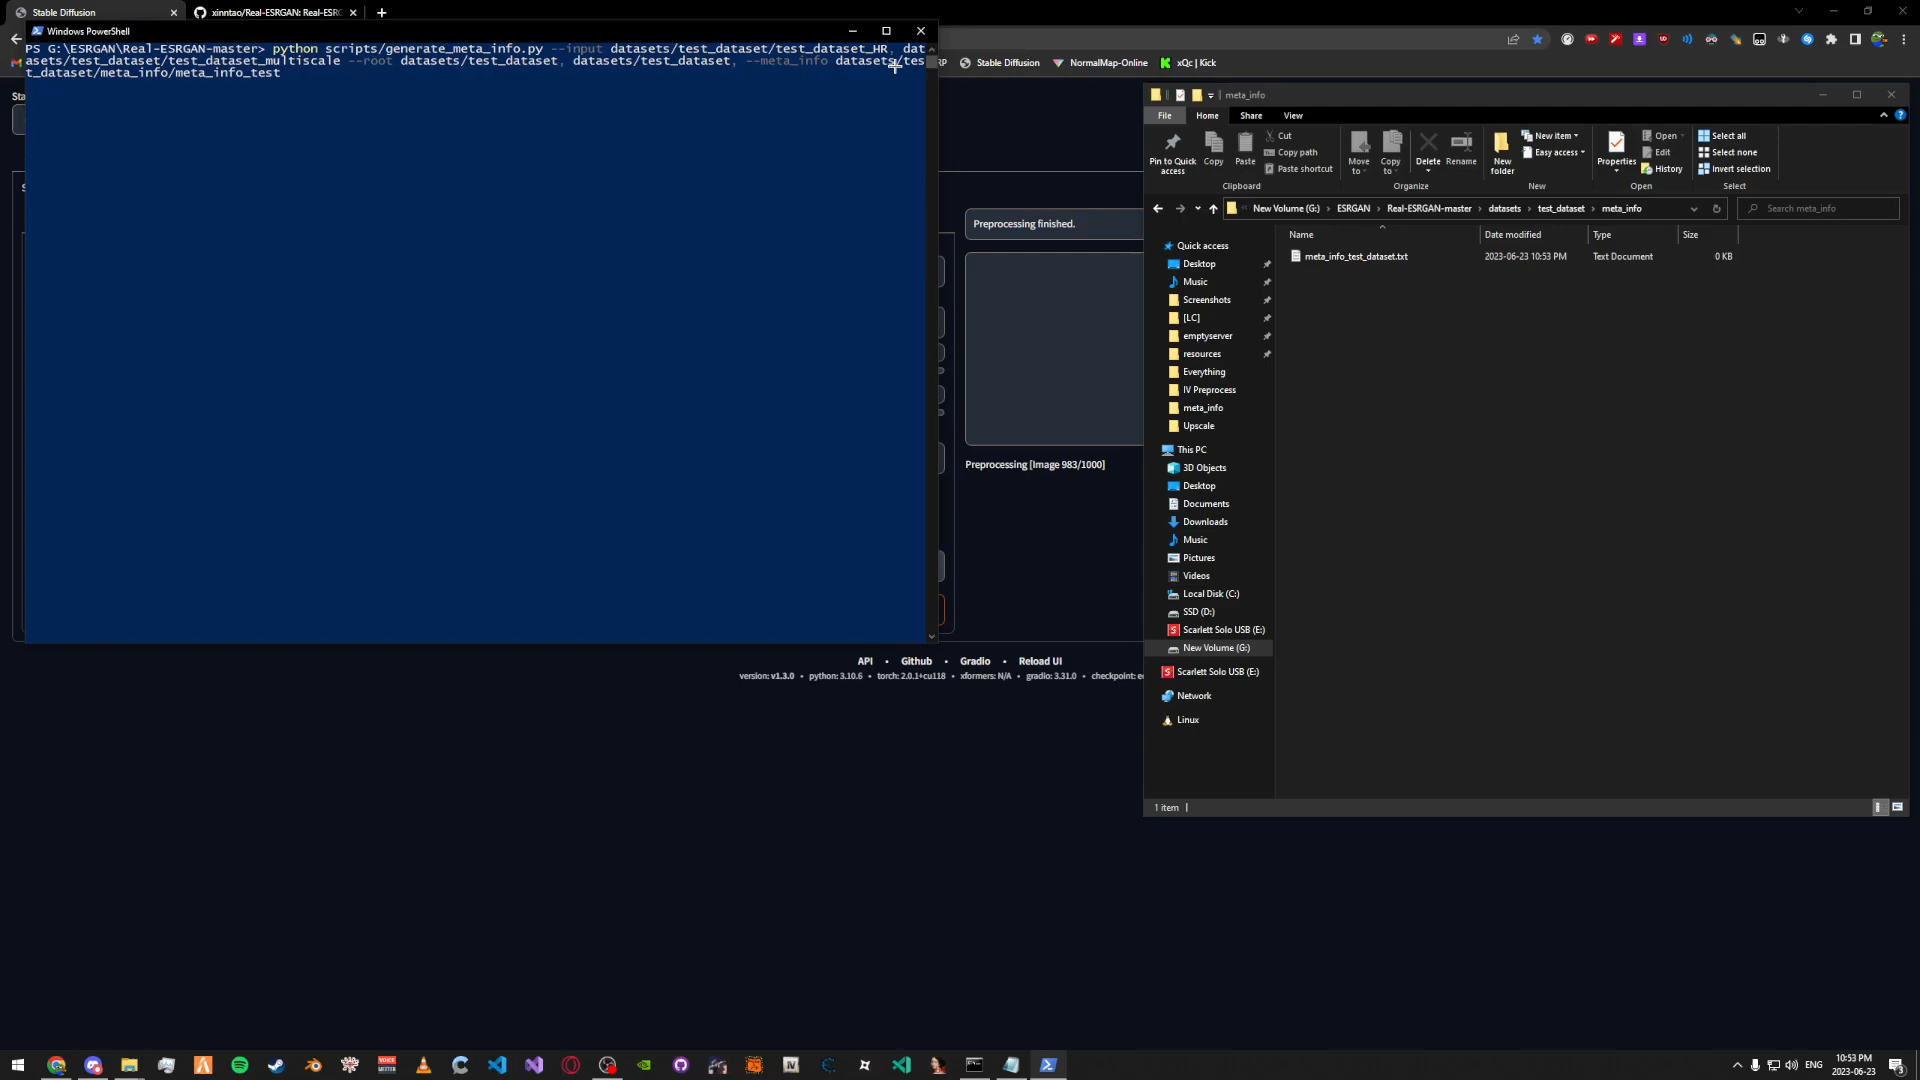 Stable Diffusion
xinntao/Real-ESRGAN: Real-ESRG
Windows PowerShell
PS G:\ESRGAN\Real-ESRGAN-master> python scripts/generate_meta_info.py --input datasets/test_dataset/test_dataset_HR, dat
asets/test_dataset/test_dataset_multiscale --root datasets/test_dataset, datasets/test_dataset, --meta_info datasets/tes
t_dataset/meta_info/meta_info_test
RP
Stable Diffusion
NormalMap-Online
xQc | Kick
Sta
meta_info
File
Home
Share
View
Pin to Quick access
Copy
Paste
Cut
Copy path
Paste shortcut
Clipboard
Move to
Copy to
Delete
Rename
Organize
New folder
New item
Easy access
New
Properties
Open
Edit
History
Open
Select all
Select none
Invert selection
Select
New Volume (G:)
ESRGAN
Real-ESRGAN-master
datasets
test_dataset
meta_info
Search meta_info
Name
Date modified
Type
Size
meta_info_test_dataset.txt
2023-06-23 10:53 PM
Text Document
0 KB
Quick access
Desktop
Music
Screenshots
[LC]
emptyserver
resources
Everything
IV Preprocess
meta_info
Upscale
This PC
3D Objects
Desktop
Documents
Downloads
Music
Pictures
Videos
Local Disk (C:)
SSD (D:)
Scarlett Solo USB (E:)
New Volume (G:)
Scarlett Solo USB (E:)
Network
Linux
1 item
Preprocessing finished.
Preprocessing [Image 983/1000]
API • Github • Gradio • Reload UI
version: v1.3.0 • python: 3.10.6 • torch: 2.0.1+cu118 • xformers: N/A • gradio: 3.31.0 • checkpoint: e
ENG
10:53 PM
2023-06-23
3